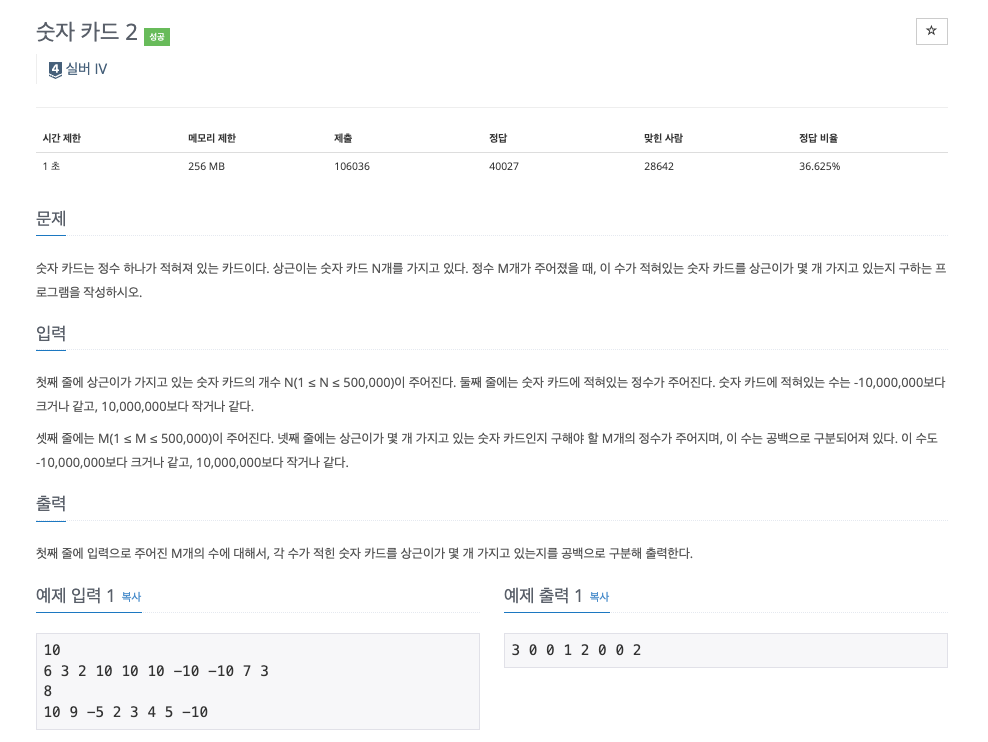 숫자 카드 2 성공
☆
4 실버 IV
시간 제한 메모리 제한 제출 정답 맞힌 사람 정답 비율
1 초 256 MB 106036 40027 28642 36.625%
문제
숫자 카드는 정수 하나가 적혀져 있는 카드이다. 상근이는 숫자 카드 N개를 가지고 있다. 정수 M개가 주어졌을 때, 이 수가 적혀있는 숫자 카드를 상근이가 몇 개 가지고 있는지 구하는 프
로그램을 작성하시오.
입력
첫째 줄에 상근이가 가지고 있는 숫자 카드의 개수 N(1 ≤ N ≤ 500,000)이 주어진다. 둘째 줄에는 숫자 카드에 적혀있는 정수가 주어진다. 숫자 카드에 적혀있는 수는 -10,000,000보다
크거나 같고, 10,000,000보다 작거나 같다.
셋째 줄에는 M(1 ≤ M ≤ 500,000)이 주어진다. 넷째 줄에는 상근이가 몇 개 가지고 있는 숫자 카드인지 구해야 할 M개의 정수가 주어지며, 이 수는 공백으로 구분되어져 있다. 이 수도
-10,000,000보다 크거나 같고, 10,000,000보다 작거나 같다.
출력
첫째 줄에 입력으로 주어진 M개의 수에 대해서, 각 수가 적힌 숫자 카드를 상근이가 몇 개 가지고 있는지를 공백으로 구분해 출력한다.
예제 입력 1 복사
10
6 3 2 10 10 10 -10 -10 7 3
8
10 9 -5 2 3 4 5 -10
예제 출력 1 복사
3 0 0 1 2 0 0 2